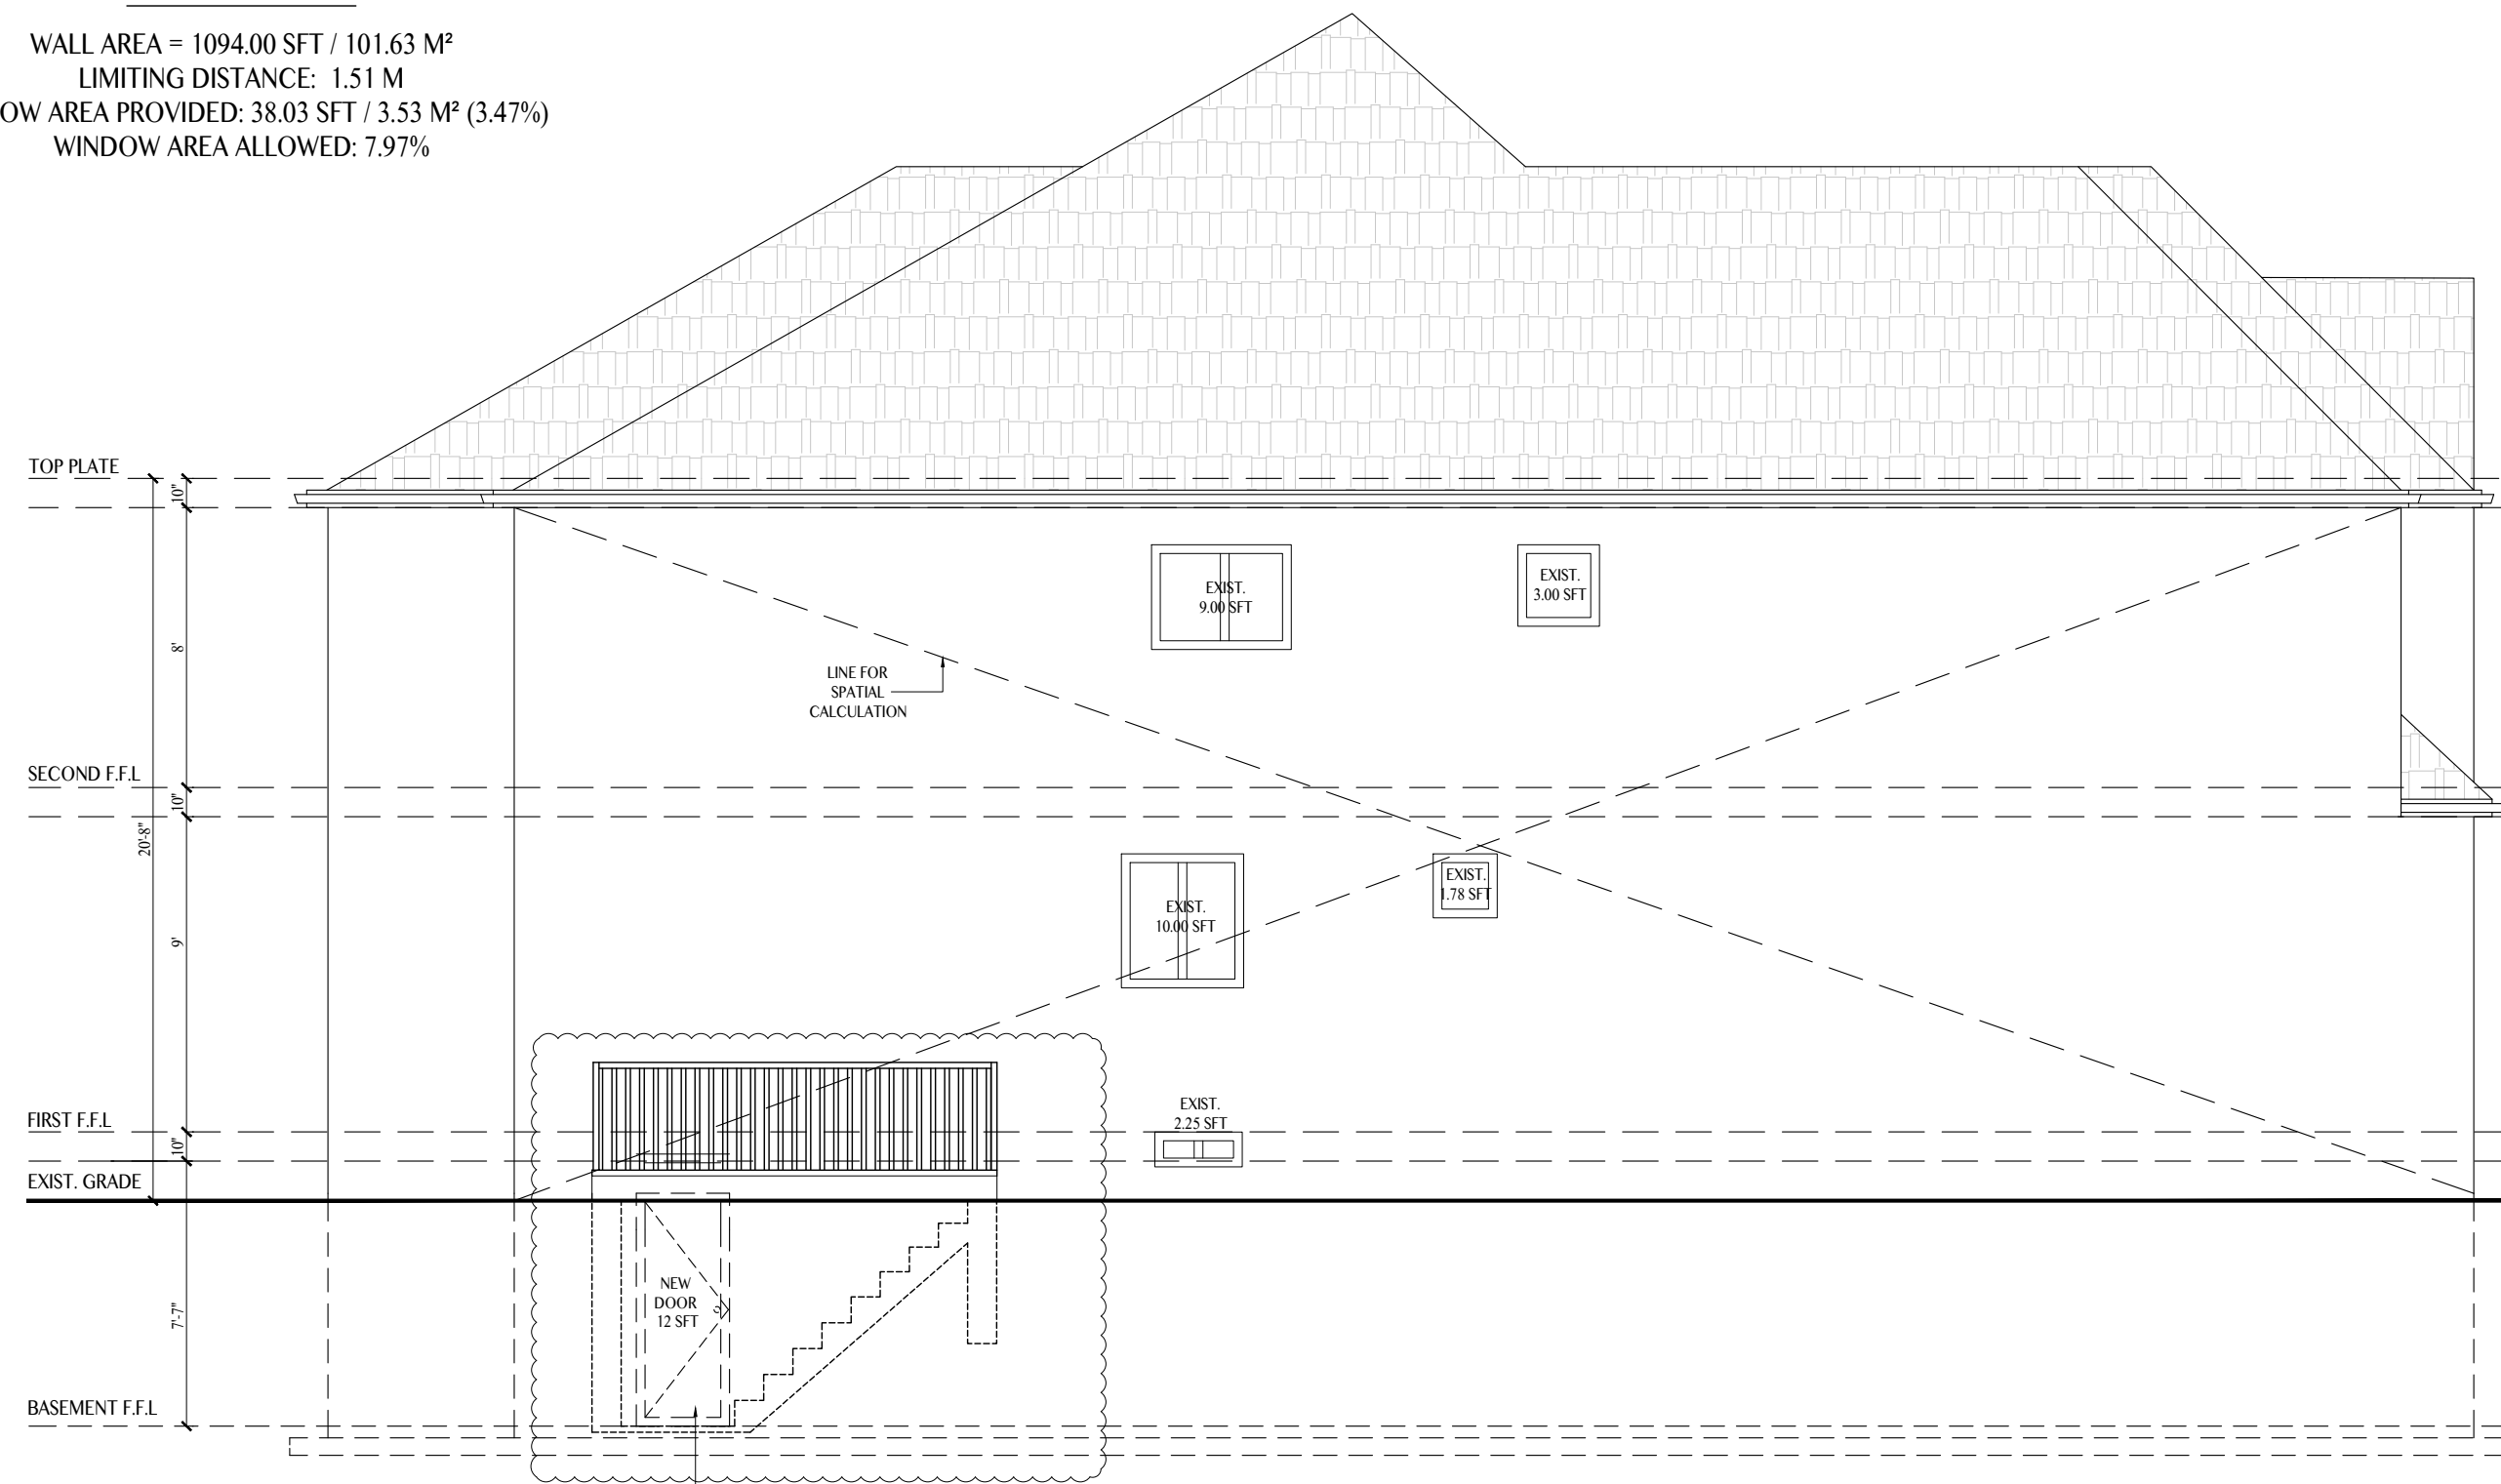 WALL AREA = 1094.00 SFT / 101.63 M²
LIMITING DISTANCE: 1.51 M
OW AREA PROVIDED: 38.03 SFT / 3.53 M² (3.47%)
WINDOW AREA ALLOWED: 7.97%
TOP PLATE
10"
8'
EXIST.
9.00 SFT
EXIST.
3.00 SFT
LINE FOR
SPATIAL
CALCULATION
SECOND F.F.L
10"
20'-8"
9'
EXIST.
10.00 SFT
EXIST.
1.78 SFT
FIRST F.F.L
10"
EXIST.
2.25 SFT
EXIST. GRADE
7'-7"
NEW
DOOR
12 SFT
BASEMENT F.F.L